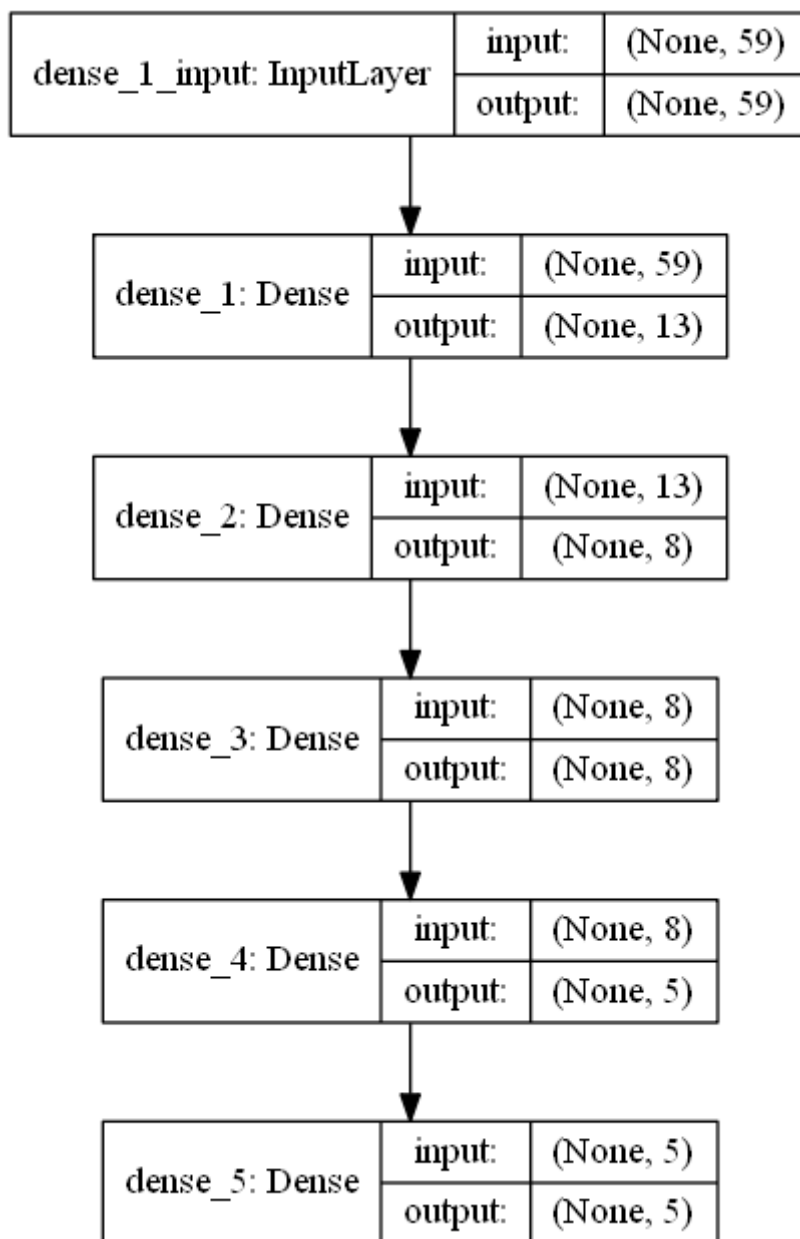 dense_1_input: InputLayer
input: (None, 59)
output: (None, 59)
dense_1: Dense
input: (None, 59)
output: (None, 13)
dense_2: Dense
input: (None, 13)
output: (None, 8)
dense_3: Dense
input: (None, 8)
output: (None, 8)
dense_4: Dense
input: (None, 8)
output: (None, 5)
dense_5: Dense
input: (None, 5)
output: (None, 5)